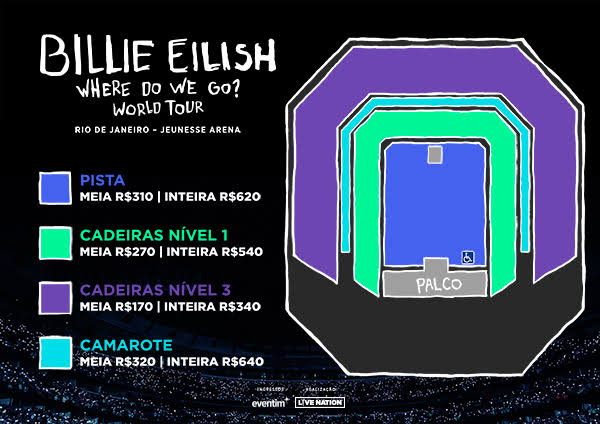 BILLIE EILISH
WHERE DO WE GO?
WORLD TOUR
RIO DE JANEIRO – JEUNESSE ARENA
PISTA
MEIA R$310 | INTEIRA R$620
CADEIRAS NÍVEL 1
MEIA R$270 | INTEIRA R$540
CADEIRAS NÍVEL 3
MEIA R$170 | INTEIRA R$340
CAMAROTE
MEIA R$320 | INTEIRA R$640
PALCO
INGRESSOS
REALIZAÇÃO
eventim+
LIVE NATION